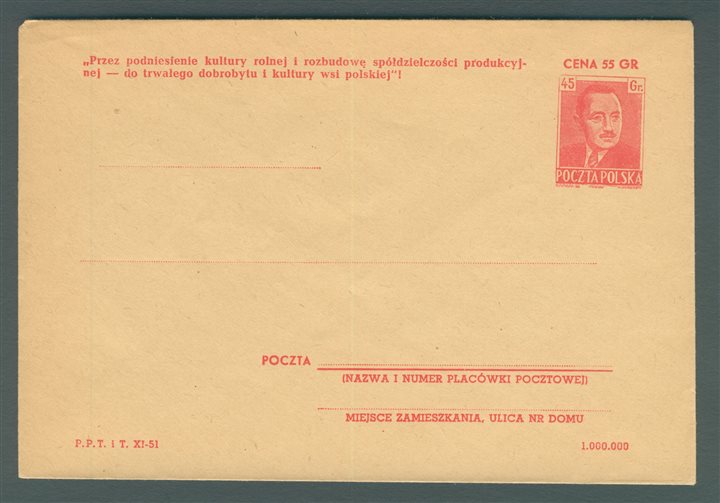 „Przez podniesienie kultury rolnej i rozbudowę spółdzielczości produkcyj-
nej — do trwałego dobrobytu i kultury wsi polskiej"!
CENA 55 GR
45 Gr.
POCZTA POLSKA
POCZTA
(NAZWA I NUMER PLACÓWKI POCZTOWEJ)
MIEJSCE ZAMIESZKANIA, ULICA NR DOMU
P.P.T. i T. XI-51
1.000.000